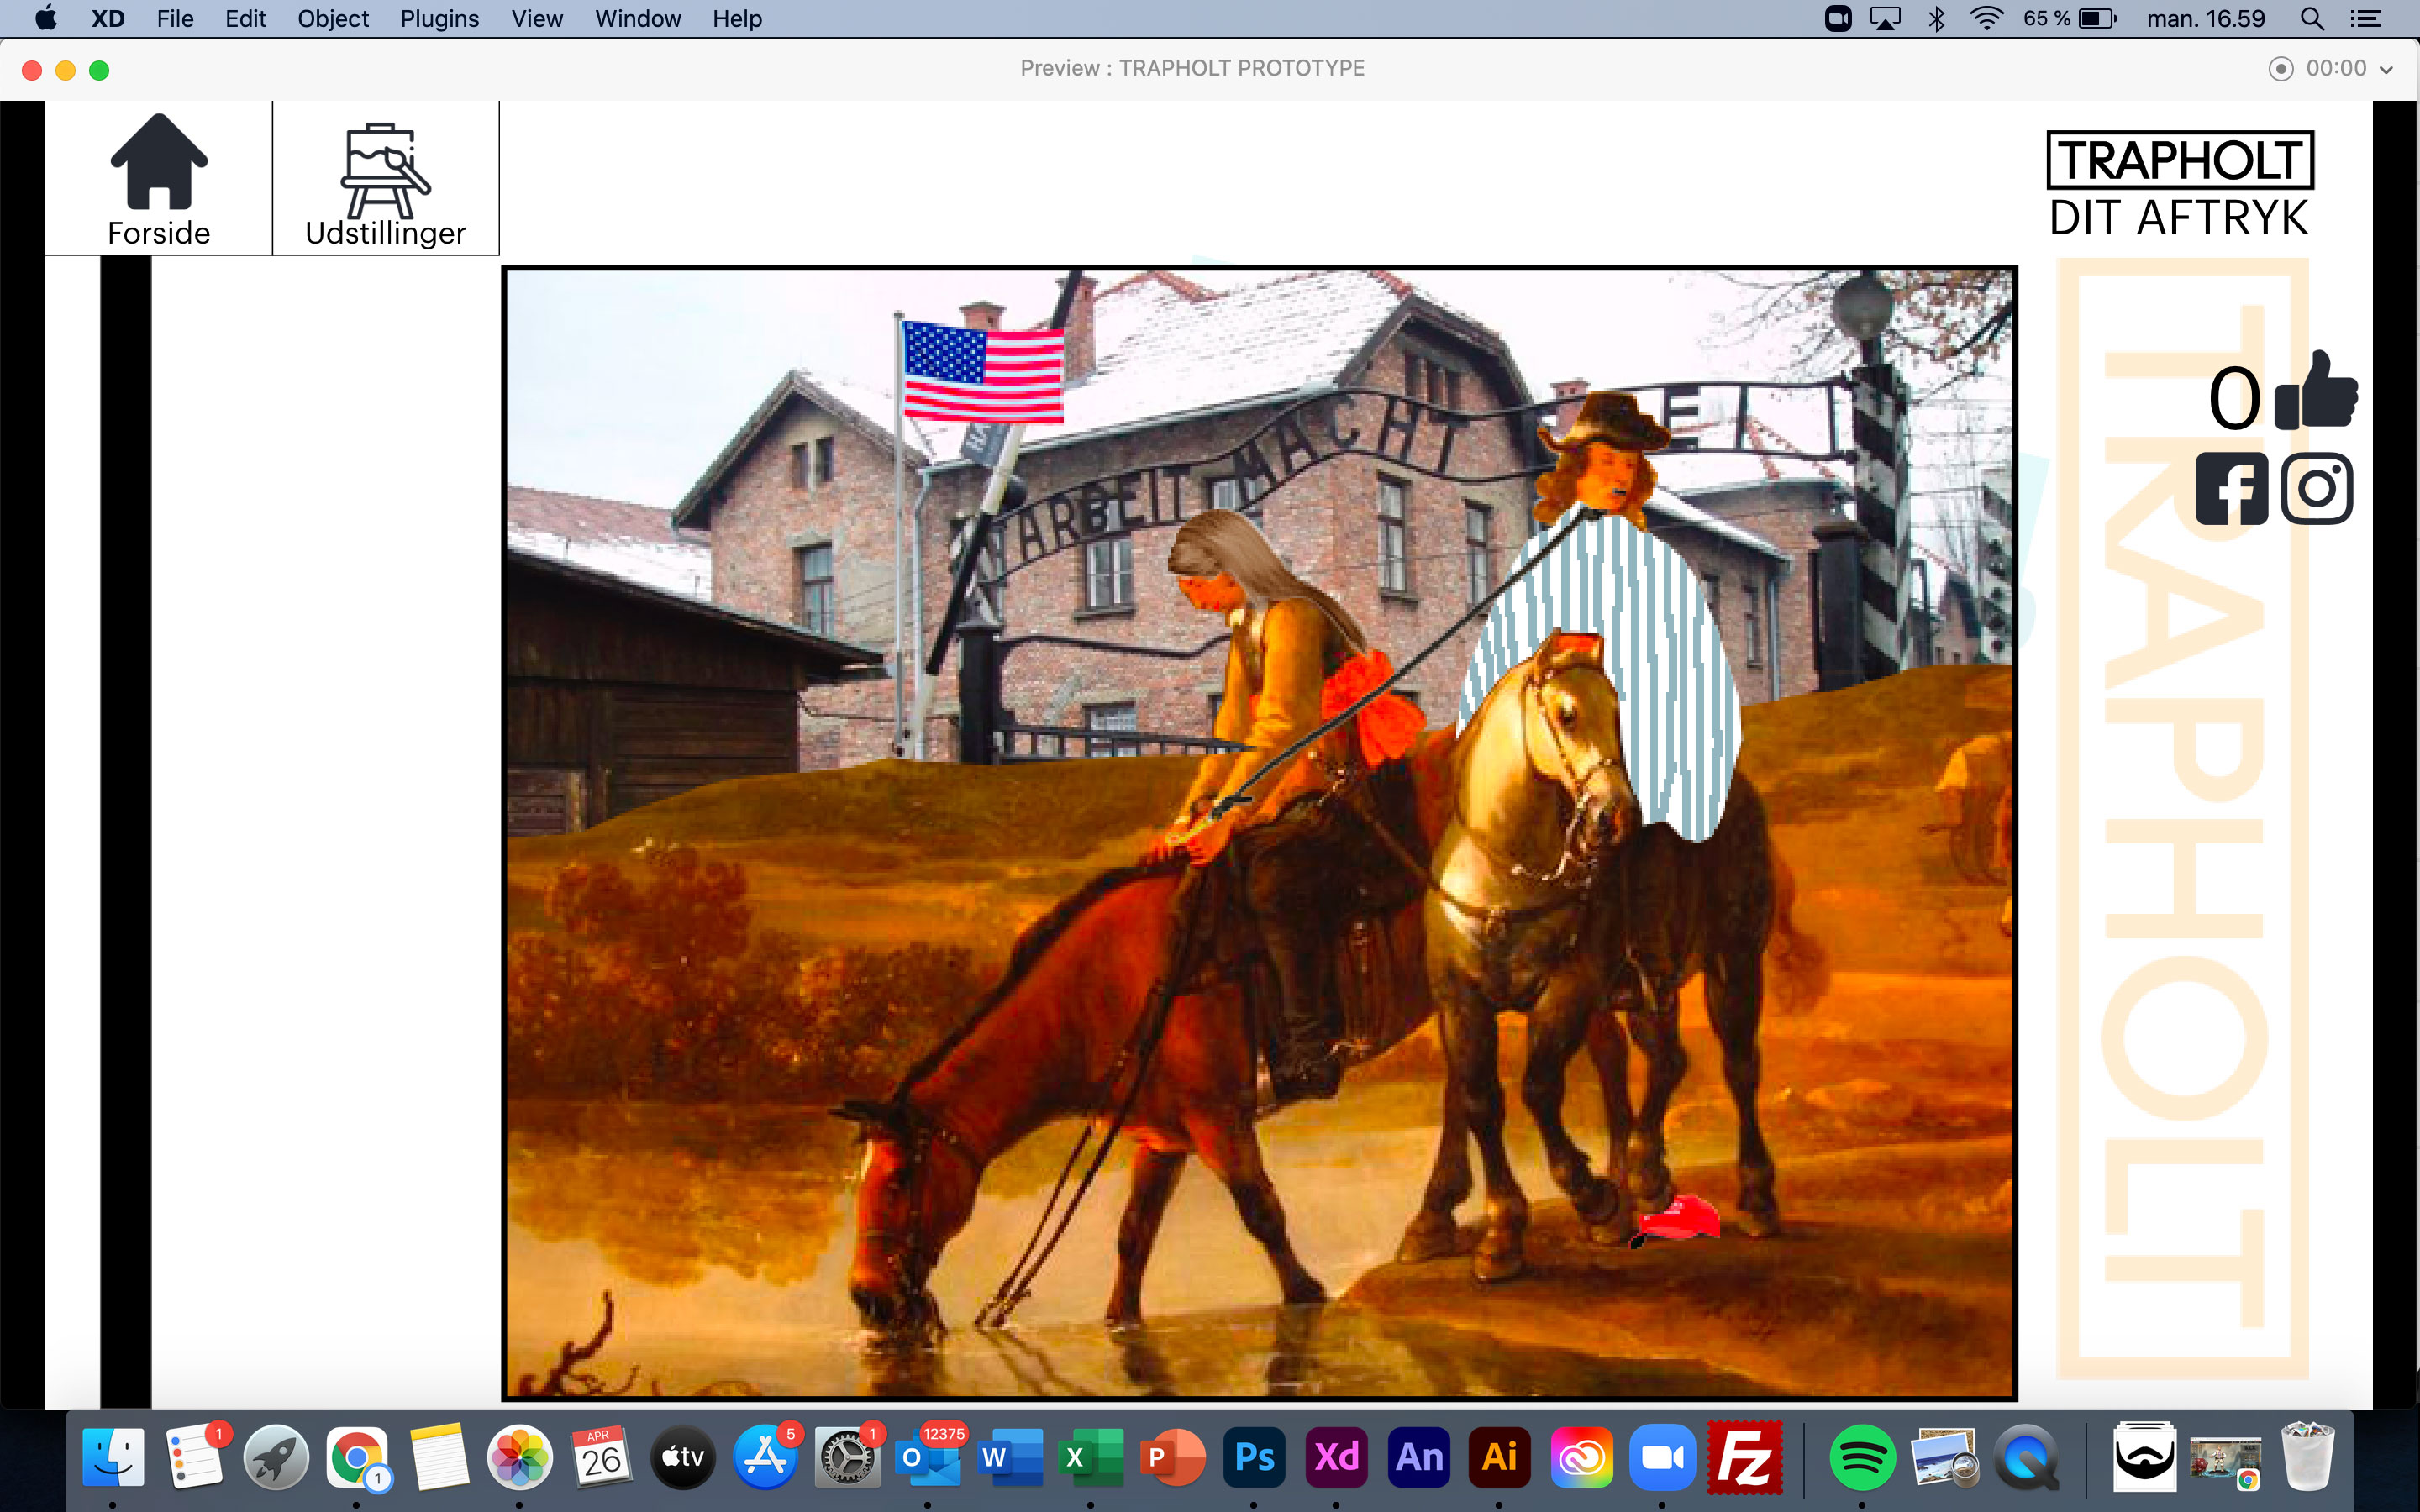 XD File Edit Object Plugins View Window Help 65 % man. 16.59
Preview : TRAPHOLT PROTOTYPE 00:00
Forside Udstillinger
TRAPHOLT
DIT AFTRYK
0
ARBEIT MACHT
TRAPHOLT
1
1
APR
26
tv
5
1
12375
O
W
X
P
Ps
Xd
An
Ai
Fz